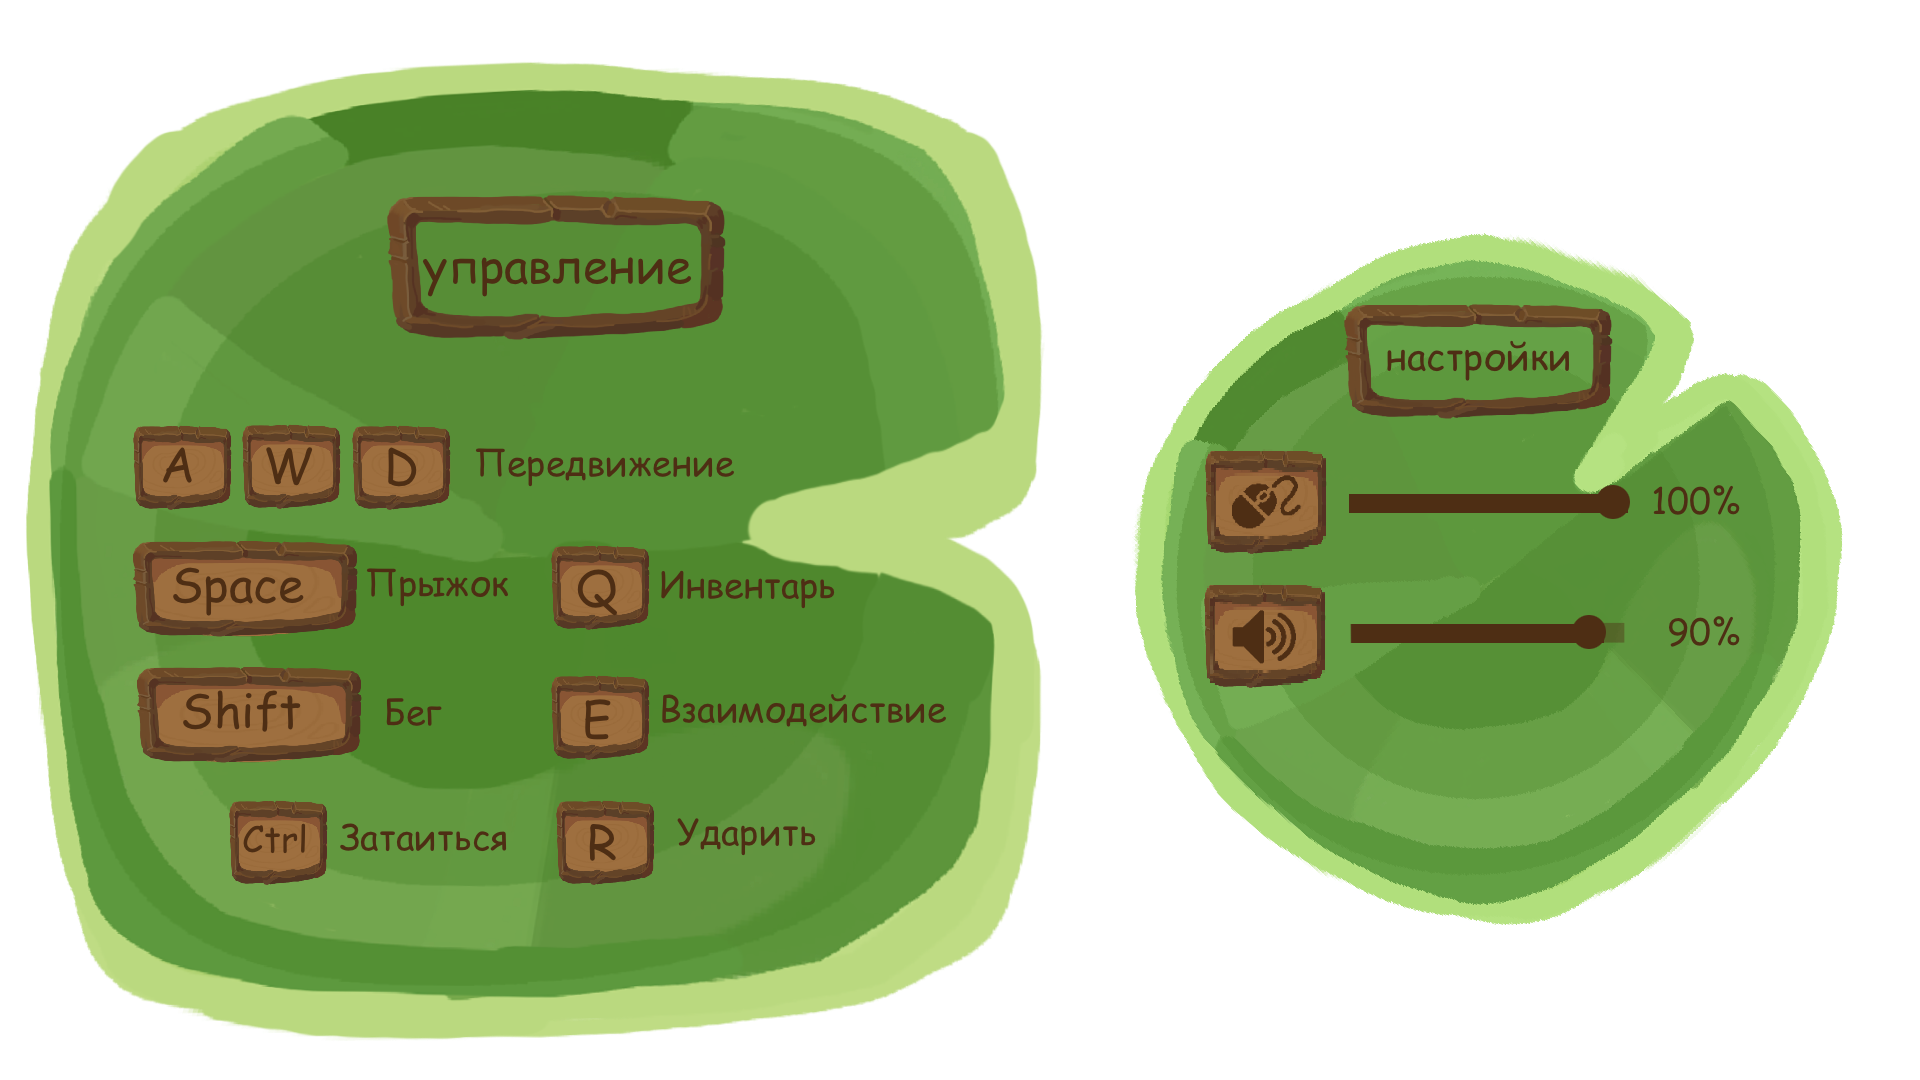 управление
A W D Передвижение
Space Прыжок
Q Инвентарь
Shift Бег
E Взаимодействие
Ctrl Затаиться
R Ударить
настройки
100%
90%